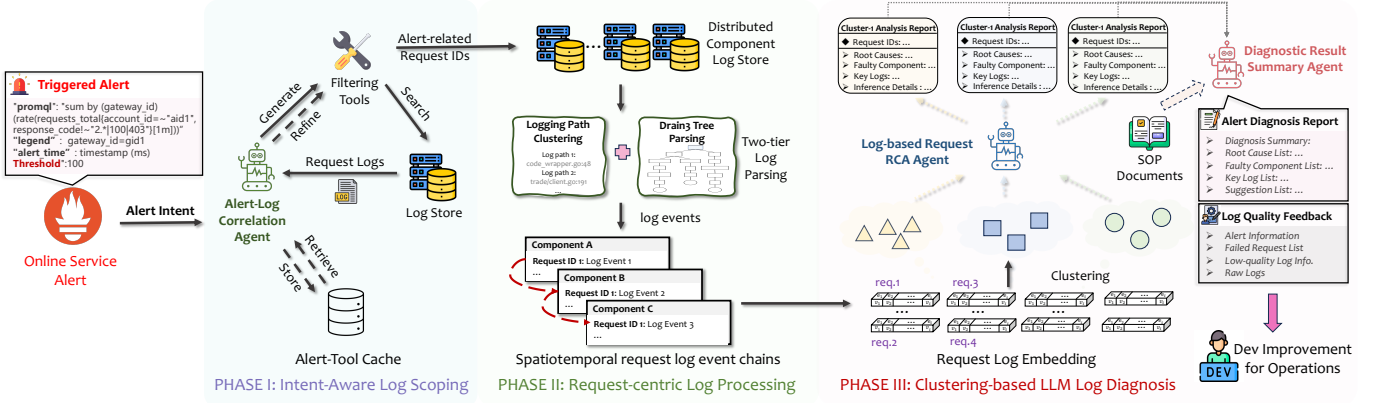 Triggered Alert
"promql": "sum by (gateway_id)
(rate(requests_total{account_id=~"aid1",
response_code!~"2.*|100|403"}[1m]))"
"legend" : gateway_id=gid1
"alert_time" : timestamp (ms)
Threshold":100
Online Service
Alert
Alert Intent
Alert-Log
Correlation
Agent
Generate
Refine
Filtering
Tools
Search
Request Logs
LOG
Log Store
Retrieve
Store
Alert-Tool Cache
PHASE I: Intent-Aware Log Scoping
Alert-related
Request IDs
Distributed
Component
Log Store
Logging Path
Clustering
Log path 1:
code_wrapper.go:48
Log path 2:
trade/client.go:191
...
Drain3 Tree
Parsing
Two-tier
Log
Parsing
log events
Component A
Request ID 1: Log Event 1
...
Component B
Request ID 1: Log Event 2
...
Component C
Request ID 1: Log Event 3
...
Spatiotemporal request log event chains
PHASE II: Request-centric Log Processing
Cluster-1 Analysis Report
Request IDs: ...
Root Causes: ...
Faulty Component: ...
Key Logs: ...
Inference Details : ...
Cluster-1 Analysis Report
Request IDs: ...
Root Causes: ...
Faulty Component: ...
Key Logs: ...
Inference Details : ...
Cluster-1 Analysis Report
Request IDs: ...
Root Causes: ...
Faulty Component: ...
Key Logs: ...
Inference Details : ...
Diagnostic Result
Summary Agent
Log-based Request
RCA Agent
SOP
Documents
Alert Diagnosis Report
Diagnosis Summary:
Root Cause List: ...
Faulty Component List: ...
Key Log List: ...
Suggestion List: ...
Log Quality Feedback
Alert Information
Failed Request List
Low-quality Log Info.
Raw Logs
Clustering
req.1
req.3
...
...
...
req.2
req.4
Request Log Embedding
DEV
Dev Improvement
for Operations
PHASE III: Clustering-based LLM Log Diagnosis